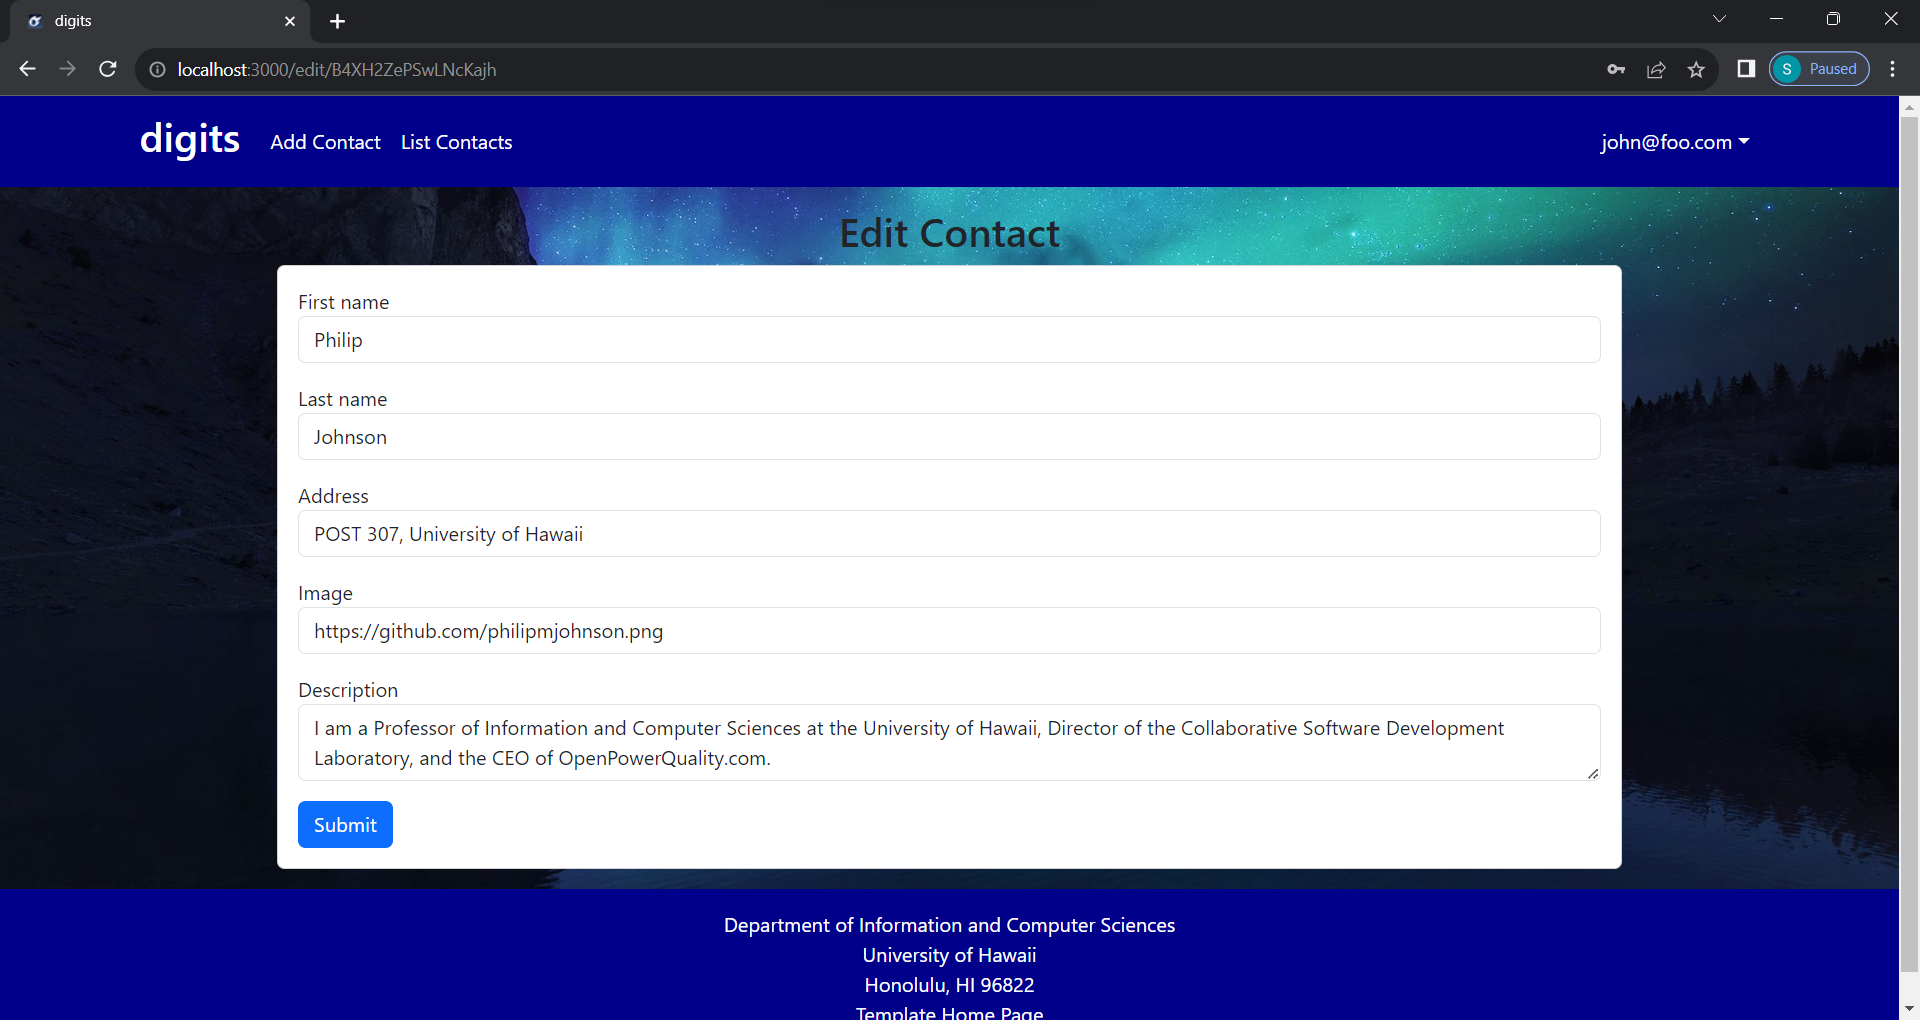 digits
localhost:3000/edit/B4XH2ZePSwLNcKajh
S Paused
digits Add Contact List Contacts john@foo.com
Edit Contact
First name
Philip
Last name
Johnson
Address
POST 307, University of Hawaii
Image
https://github.com/philipmjohnson.png
Description
I am a Professor of Information and Computer Sciences at the University of Hawaii, Director of the Collaborative Software Development
Laboratory, and the CEO of OpenPowerQuality.com.
Submit
Department of Information and Computer Sciences
University of Hawaii
Honolulu, HI 96822
Template Home Page